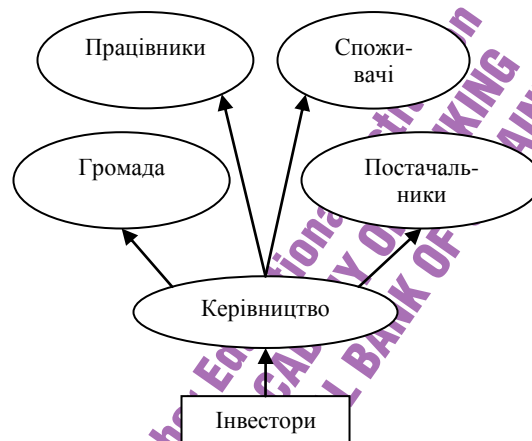 Працівники
Спожи-
вачі
Громада
Постачаль-
ники
Керівництво
Інвестори